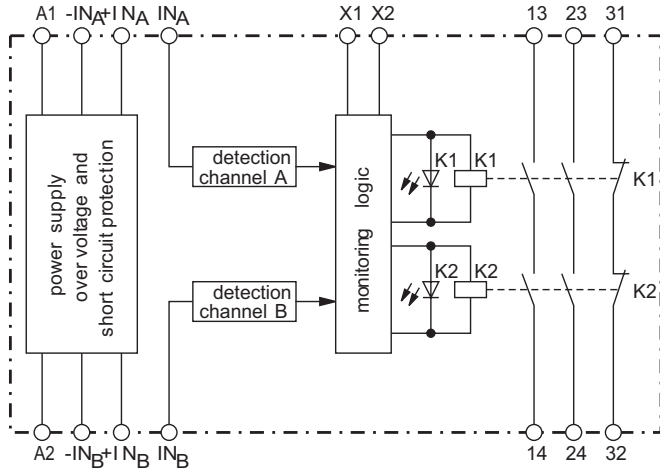 A1 -INA +INA INA X1 X2 13 23 31
power supply
over voltage and
short circuit protection
detection
channel A
monitoring logic
K1 K1
K1
detection
channel B
K2 K2
K2
A2 -INB +INB INB 14 24 32